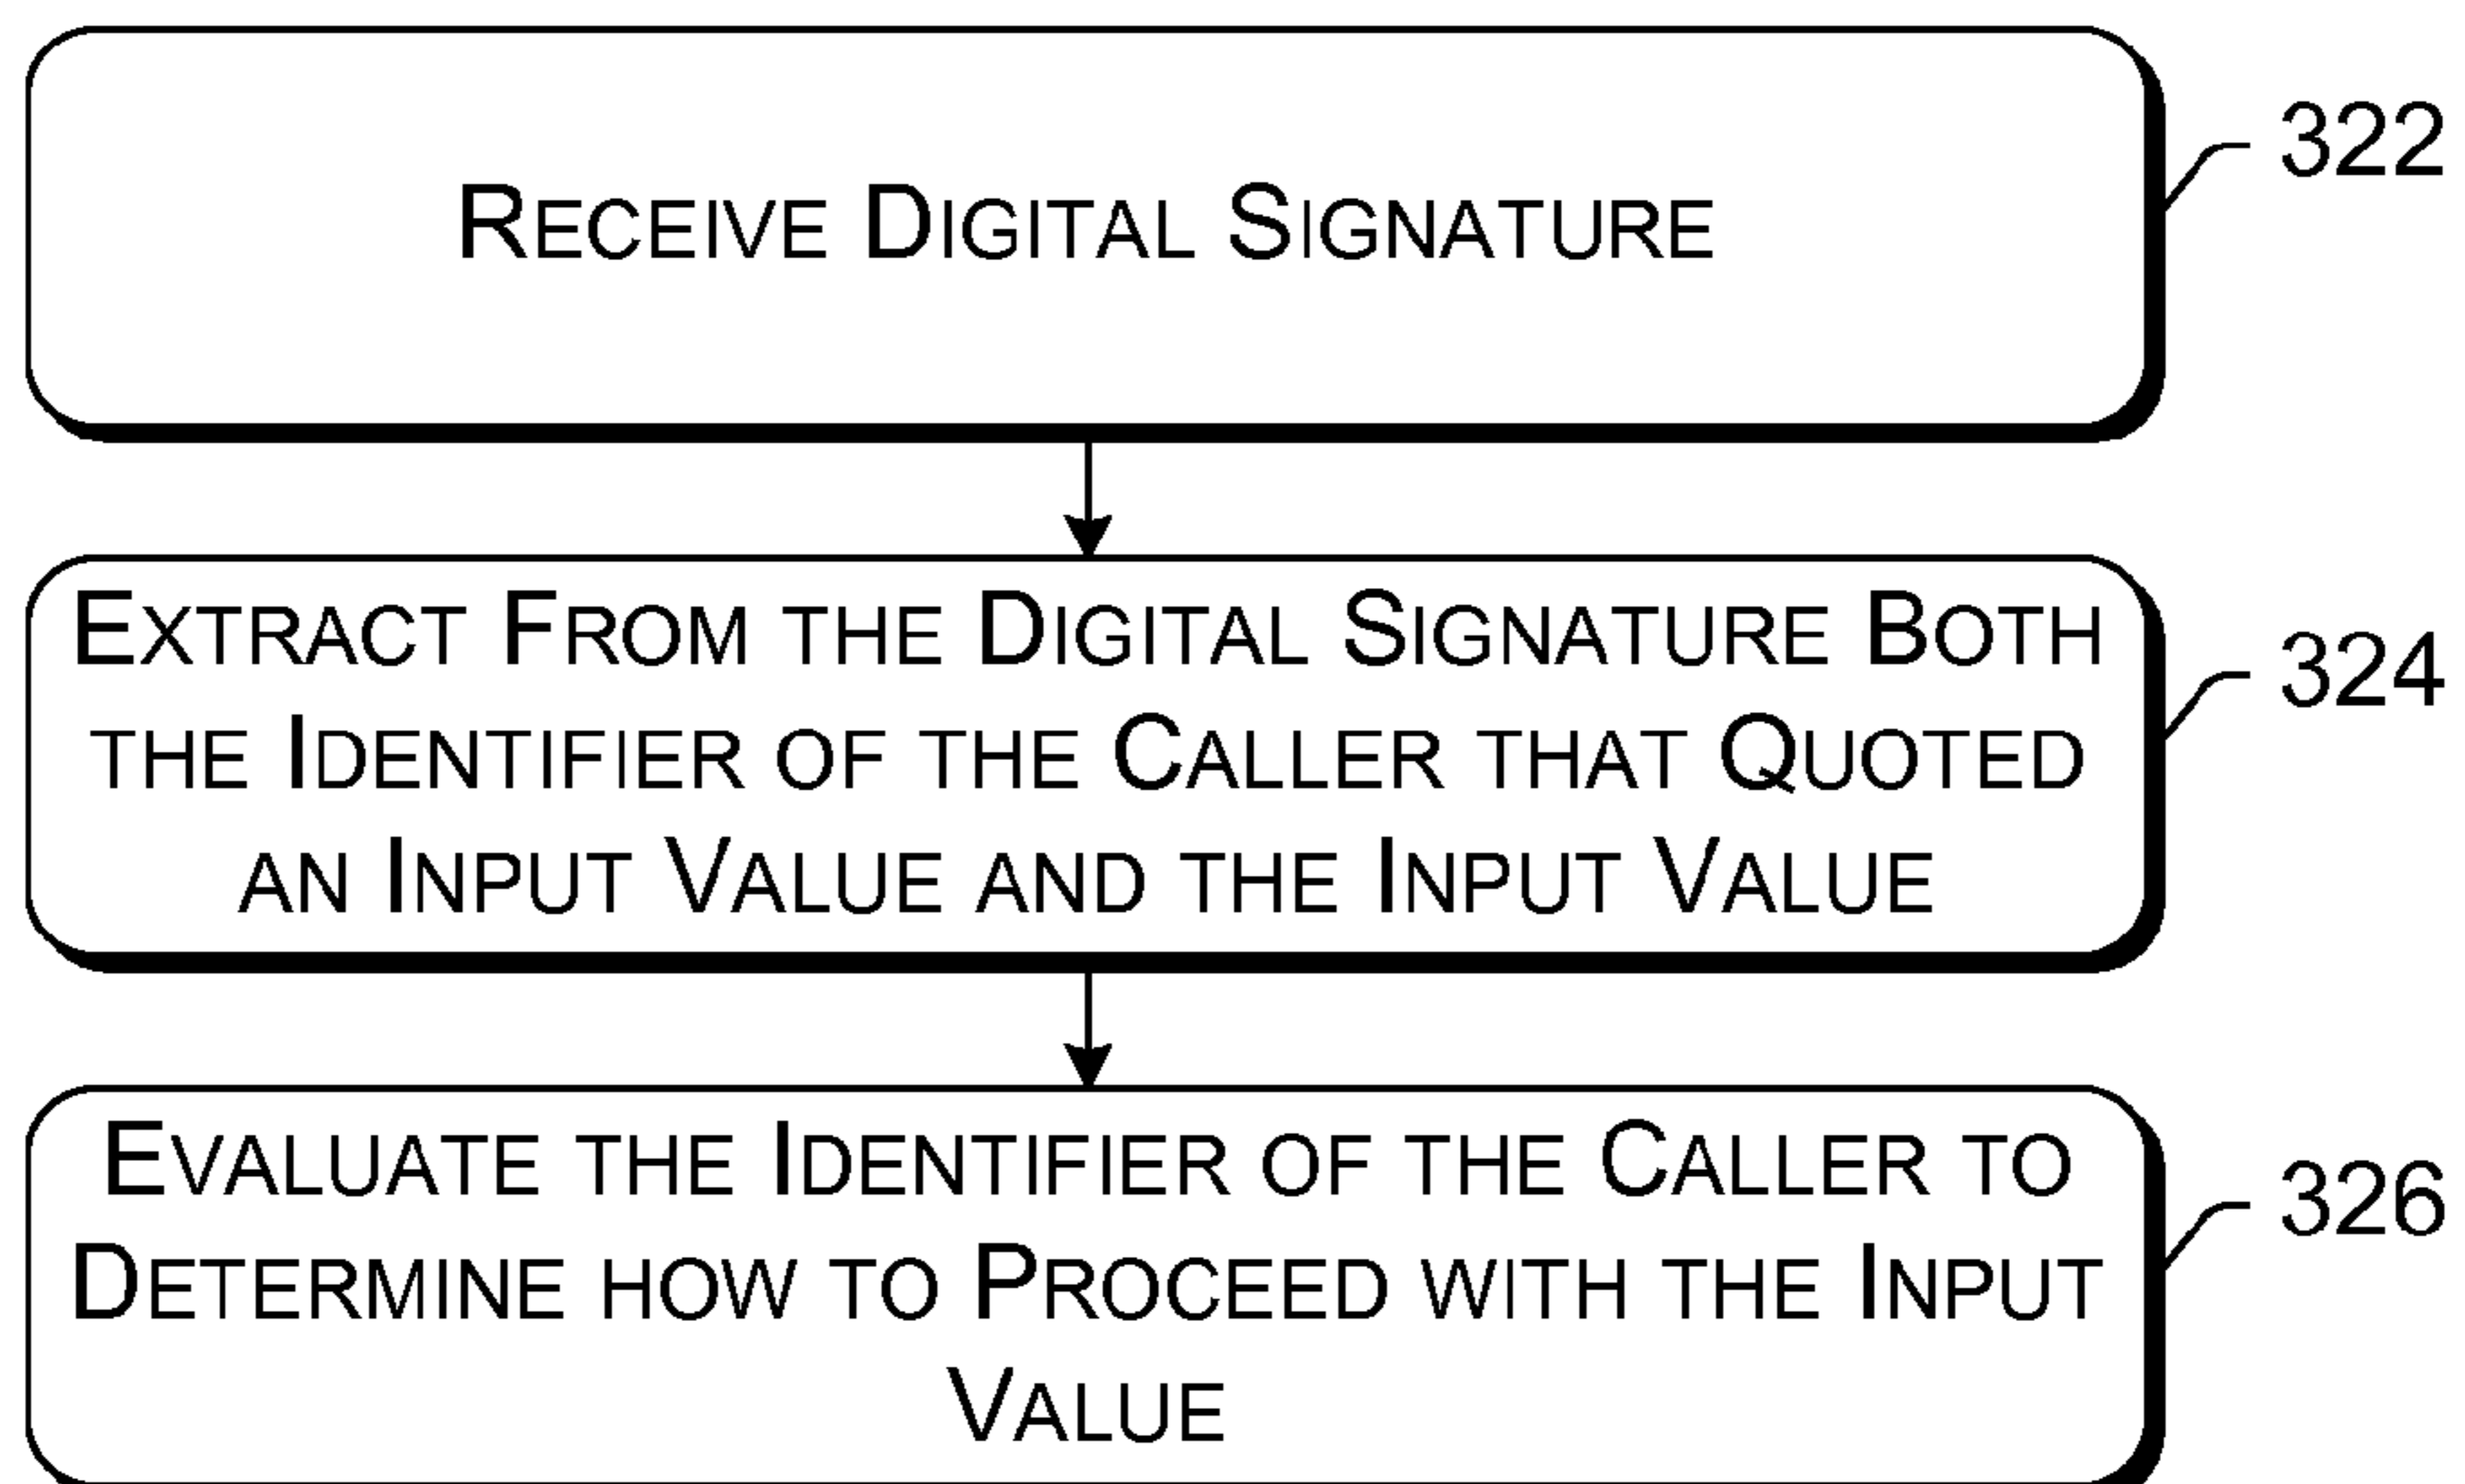 RECEIVE DIGITAL SIGNATURE
322
EXTRACT FROM THE DIGITAL SIGNATURE BOTH
THE IDENTIFIER OF THE CALLER THAT QUOTED
AN INPUT VALUE AND THE INPUT VALUE
324
EVALUATE THE IDENTIFIER OF THE CALLER TO
DETERMINE HOW TO PROCEED WITH THE INPUT
VALUE
326